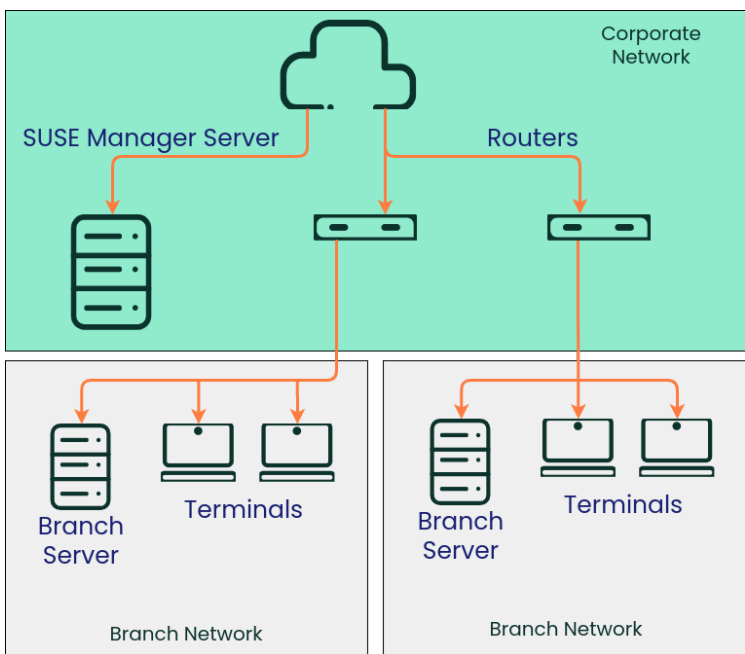 Corporate
Network
SUSE Manager Server
Routers
Terminals
Branch
Server
Branch Network
Terminals
Branch
Server
Branch Network